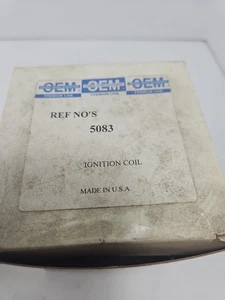 OEM OEM OEM
REF NO'S
5083
IGNITION COIL
MADE IN U.S.A.